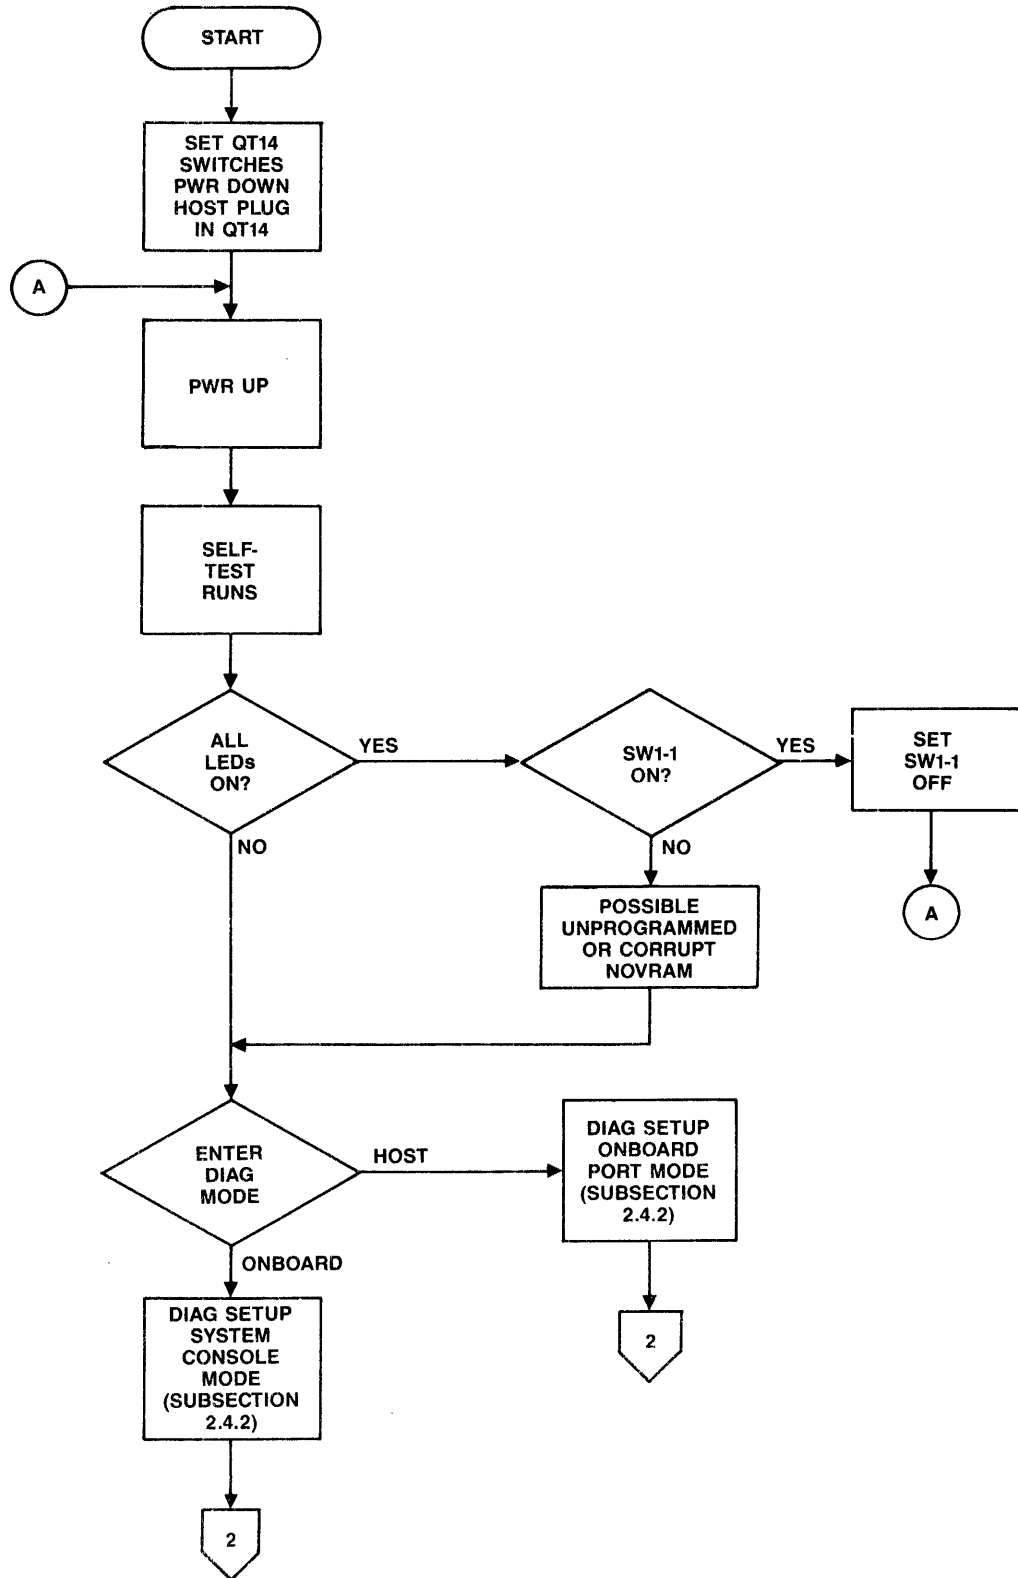 START
SET QT14
SWITCHES
PWR DOWN
HOST PLUG
IN QT14
A
PWR UP
SELF-
TEST
RUNS
ALL
LEDs
ON?
YES
SW1-1
ON?
YES
SET
SW1-1
OFF
NO
NO
A
POSSIBLE
UNPROGRAMMED
OR CORRUPT
NOVRAM
ENTER
DIAG
MODE
HOST
DIAG SETUP
ONBOARD
PORT MODE
(SUBSECTION
2.4.2)
ONBOARD
DIAG SETUP
SYSTEM
CONSOLE
MODE
(SUBSECTION
2.4.2)
2
2